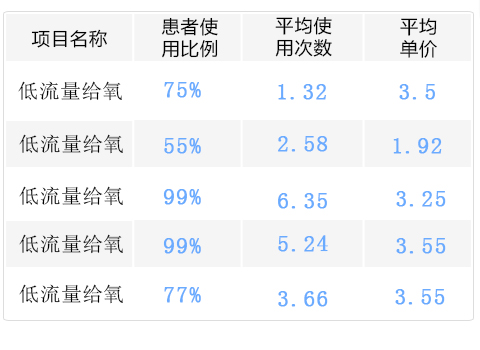 项目名称 患者使用比例 平均使用次数 平均单价
低流量给氧 75% 1.32 3.5
低流量给氧 55% 2.58 1.92
低流量给氧 99% 6.35 3.25
低流量给氧 99% 5.24 3.55
低流量给氧 77% 3.66 3.55